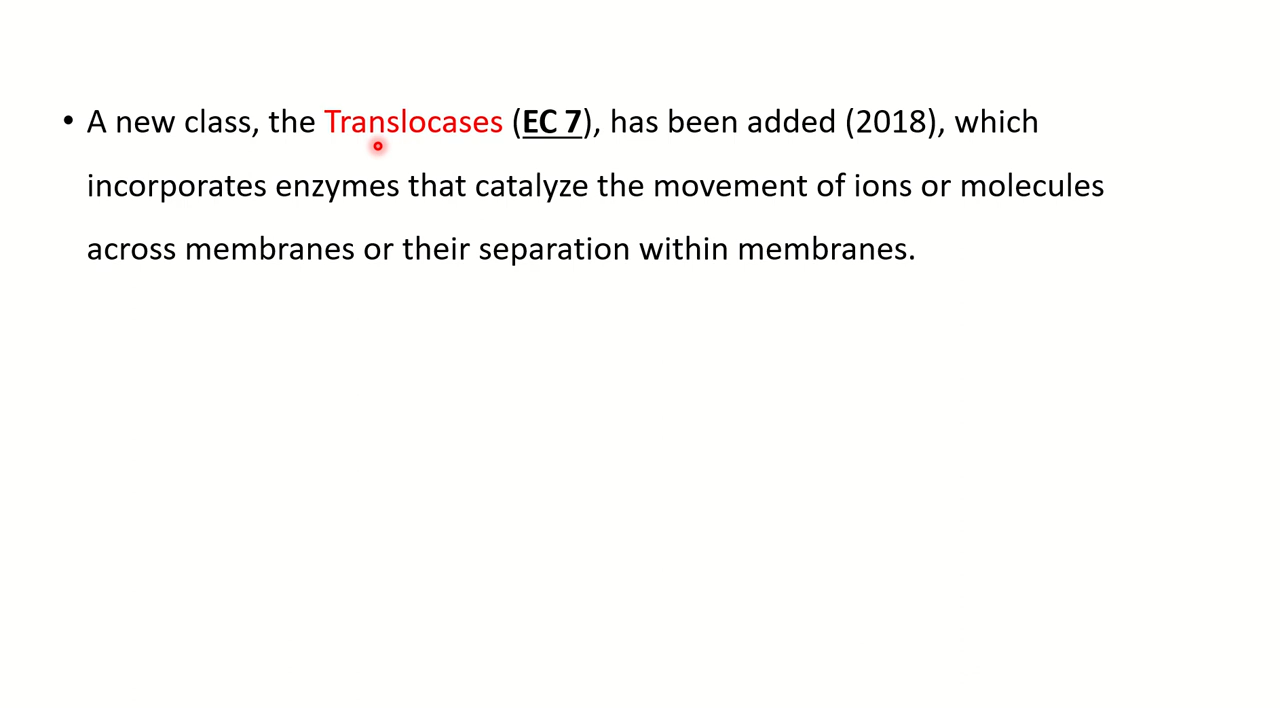 • A new class, the Translocases (EC 7), has been added (2018), which
incorporates enzymes that catalyze the movement of ions or molecules
across membranes or their separation within membranes.